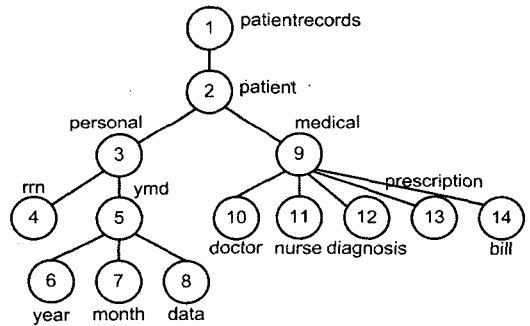 1 patientrecords
2 patient
personal
medical
3
9
rrn
ymd
prescription
4
5
10
11
12
13
14
doctor
nurse
diagnosis
bill
6
7
8
year
month
data